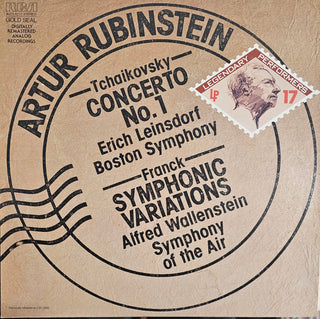 RCA
GOLD SEAL
DIGITALLY
REMASTERED
ANALOG
RECORDINGS
ARTUR RUBINSTEIN
Tchaikovsky
CONCERTO
No. 1
Erich Leinsdorf
Boston Symphony
Franck
SYMPHONIC
VARIATIONS
Alfred Wallenstein
Symphony
of the Air
LEGENDARY
PERFORMERS
LP
17